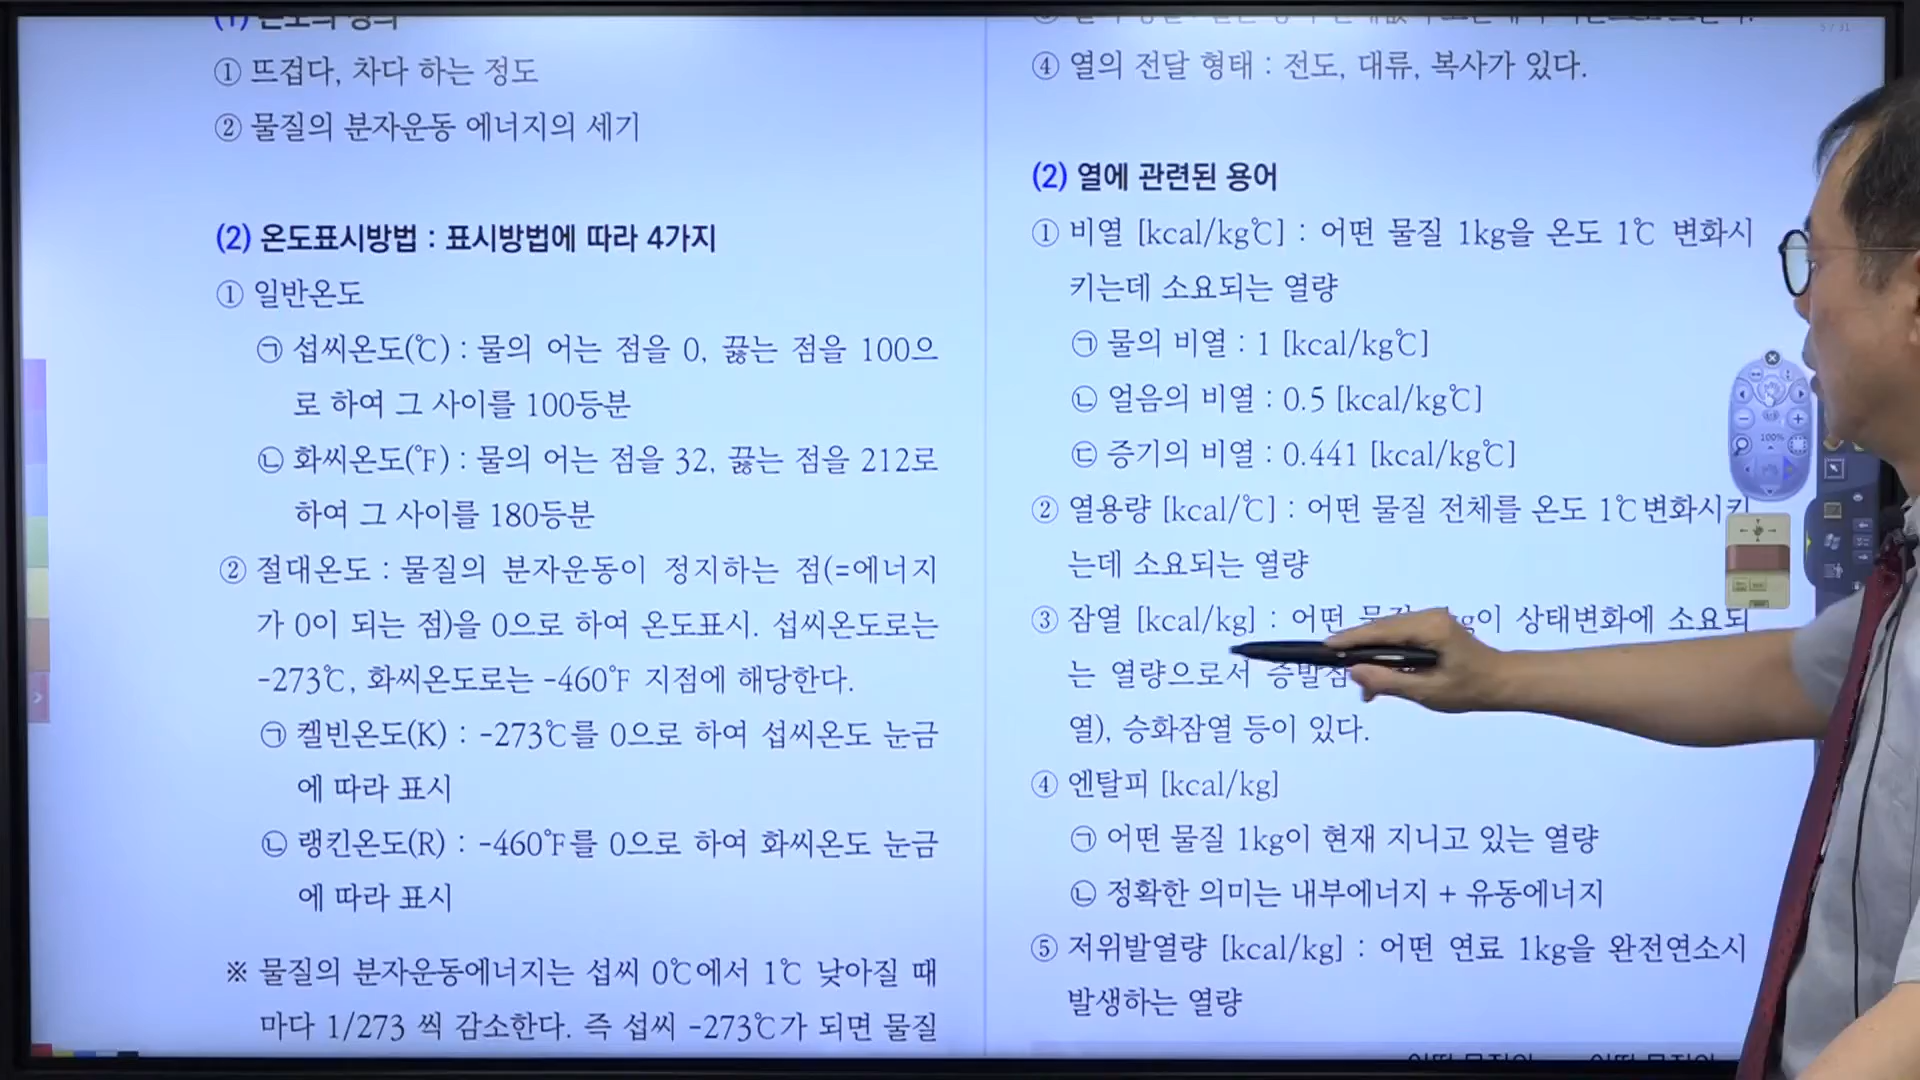 ① 뜨겁다, 차다 하는 정도
② 물질의 분자운동 에너지의 세기
(2) 온도표시방법 : 표시방법에 따라 4가지
① 일반온도
㉠ 섭씨온도(℃) : 물의 어는 점을 0, 끓는 점을 100으
로 하여 그 사이를 100등분
㉡ 화씨온도(℉) : 물의 어는 점을 32, 끓는 점을 212로
하여 그 사이를 180등분
② 절대온도 : 물질의 분자운동이 정지하는 점(=에너지
가 0이 되는 점)을 0으로 하여 온도표시. 섭씨온도로는
-273℃, 화씨온도로는 -460℉ 지점에 해당한다.
㉠ 켈빈온도(K) : -273℃를 0으로 하여 섭씨온도 눈금
에 따라 표시
㉡ 랭킨온도(R) : -460℉를 0으로 하여 화씨온도 눈금
에 따라 표시
※ 물질의 분자운동에너지는 섭씨 0℃에서 1℃ 낮아질 때
마다 1/273 씩 감소한다. 즉 섭씨 -273℃가 되면 물질
④ 열의 전달 형태 : 전도, 대류, 복사가 있다.
(2) 열에 관련된 용어
① 비열 [kcal/kg℃] : 어떤 물질 1kg을 온도 1℃ 변화시
키는데 소요되는 열량
㉠ 물의 비열 : 1 [kcal/kg℃]
㉡ 얼음의 비열 : 0.5 [kcal/kg℃]
㉢ 증기의 비열 : 0.441 [kcal/kg℃]
② 열용량 [kcal/℃] : 어떤 물질 전체를 온도 1℃변화시키
는데 소요되는 열량
③ 잠열 [kcal/kg] : 어떤 kg이 상태변화에 소요되
는 열량으로서 증발잠
열), 승화잠열 등이 있다.
④ 엔탈피 [kcal/kg]
㉠ 어떤 물질 1kg이 현재 지니고 있는 열량
㉡ 정확한 의미는 내부에너지 + 유동에너지
⑤ 저위발열량 [kcal/kg] : 어떤 연료 1kg을 완전연소시
발생하는 열량
100%